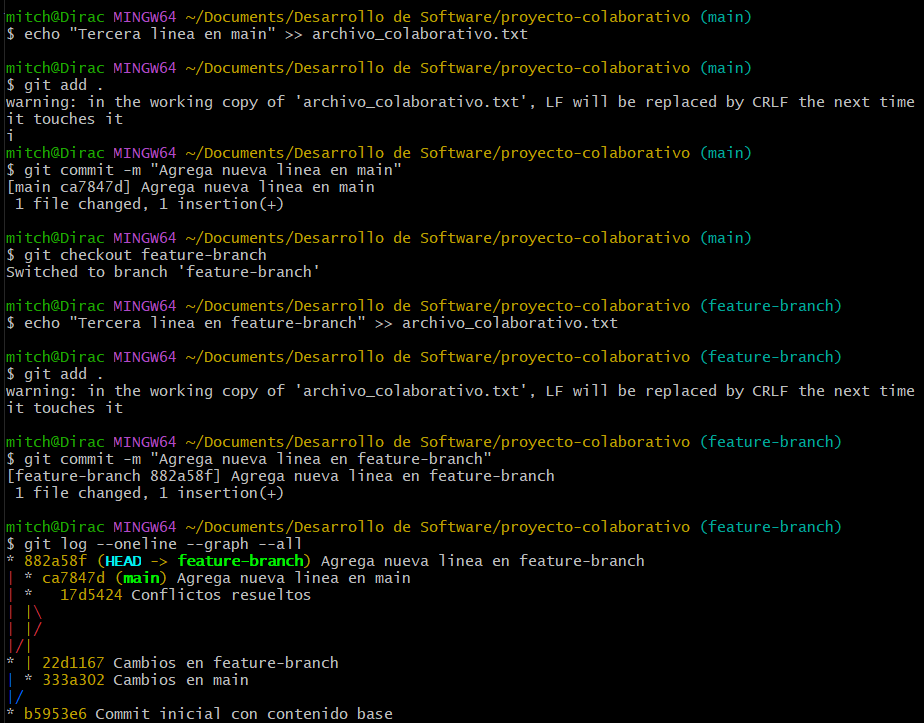 mitch@Dirac MINGW64 ~/Documents/Desarrollo de Software/proyecto-colaborativo (main)
$ echo "Tercera linea en main" >> archivo_colaborativo.txt

mitch@Dirac MINGW64 ~/Documents/Desarrollo de Software/proyecto-colaborativo (main)
$ git add .
warning: in the working copy of 'archivo_colaborativo.txt', LF will be replaced by CRLF the next time
it touches it
i
mitch@Dirac MINGW64 ~/Documents/Desarrollo de Software/proyecto-colaborativo (main)
$ git commit -m "Agrega nueva linea en main"
[main ca7847d] Agrega nueva linea en main
 1 file changed, 1 insertion(+)

mitch@Dirac MINGW64 ~/Documents/Desarrollo de Software/proyecto-colaborativo (main)
$ git checkout feature-branch
Switched to branch 'feature-branch'

mitch@Dirac MINGW64 ~/Documents/Desarrollo de Software/proyecto-colaborativo (feature-branch)
$ echo "Tercera linea en feature-branch" >> archivo_colaborativo.txt

mitch@Dirac MINGW64 ~/Documents/Desarrollo de Software/proyecto-colaborativo (feature-branch)
$ git add .
warning: in the working copy of 'archivo_colaborativo.txt', LF will be replaced by CRLF the next time
it touches it

mitch@Dirac MINGW64 ~/Documents/Desarrollo de Software/proyecto-colaborativo (feature-branch)
$ git commit -m "Agrega nueva linea en feature-branch"
[feature-branch 882a58f] Agrega nueva linea en feature-branch
 1 file changed, 1 insertion(+)

mitch@Dirac MINGW64 ~/Documents/Desarrollo de Software/proyecto-colaborativo (feature-branch)
$ git log --oneline --graph --all
* 882a58f (HEAD -> feature-branch) Agrega nueva linea en feature-branch
| * ca7847d (main) Agrega nueva linea en main
| *   17d5424 Conflictos resueltos
| |\
| |/
|/|
* | 22d1167 Cambios en feature-branch
| * 333a302 Cambios en main
|/
* b5953e6 Commit inicial con contenido base